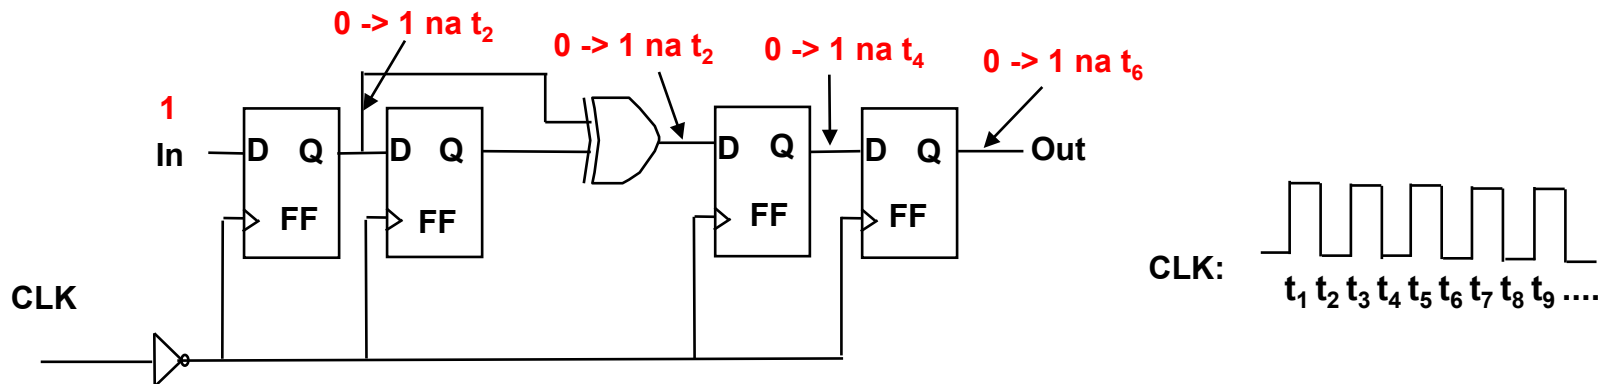 0 -> 1 na t₂
0 -> 1 na t₂
0 -> 1 na t₄
0 -> 1 na t₆
1
In
D Q
FF
D Q
FF
D Q
FF
D Q
FF
Out
CLK
CLK:
t₁ t₂ t₃ t₄ t₅ t₆ t₇ t₈ t₉ ....